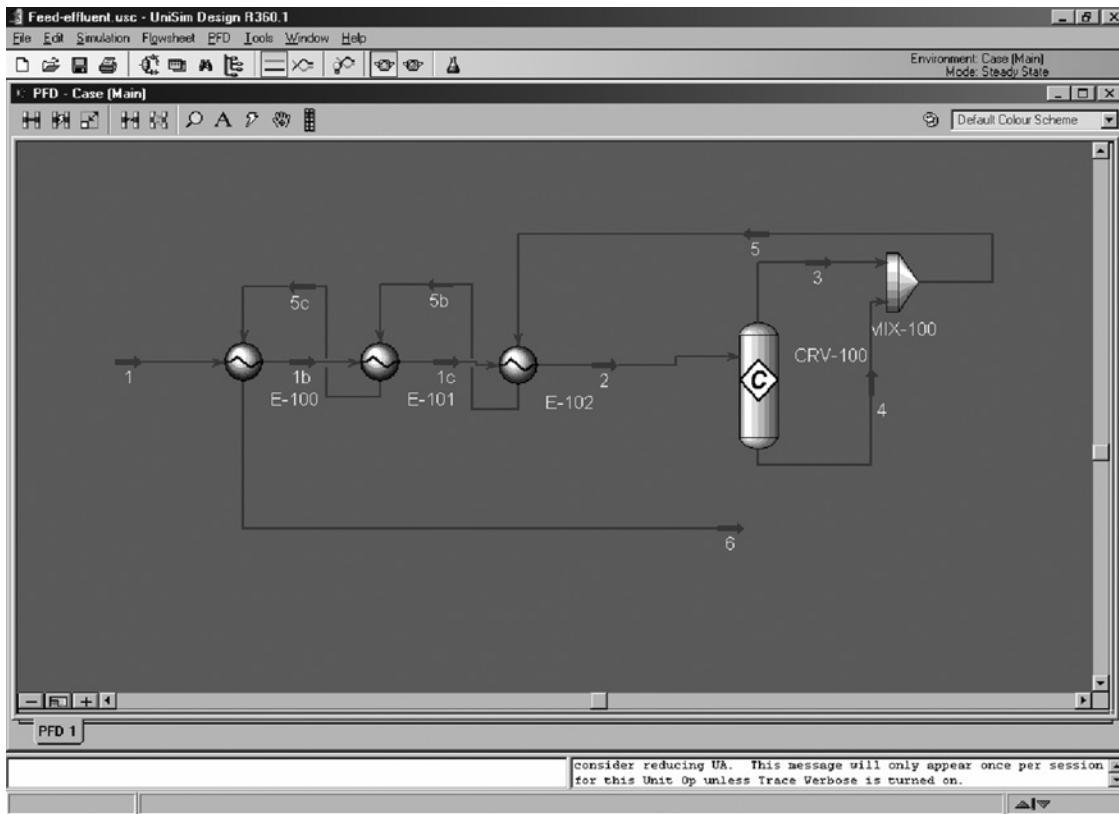 Feed-effluent.usc - UniSim Design R360.1
File Edit Simulation Flowsheet PFD Tools Window Help
Environment: Case (Main)
Mode: Steady State
PFD - Case (Main)
A
Default Colour Scheme
5
3
5c
5b
MIX-100
CRV-100
1
1b
1c
2
E-100
E-101
E-102
C
4
6
PFD 1
consider reducing UA. This message will only appear once per session
for this Unit Op unless Trace Verbose is turned on.